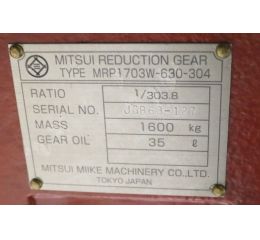 MITSUI REDUCTION GEAR
TYPE MRP1703W-630-304
RATIO 1/303.8
SERIAL NO.
MASS 1600 kg
GEAR OIL 35 ℓ
MITSUI MIIKE MACHINERY CO.,LTD.
TOKYO JAPAN